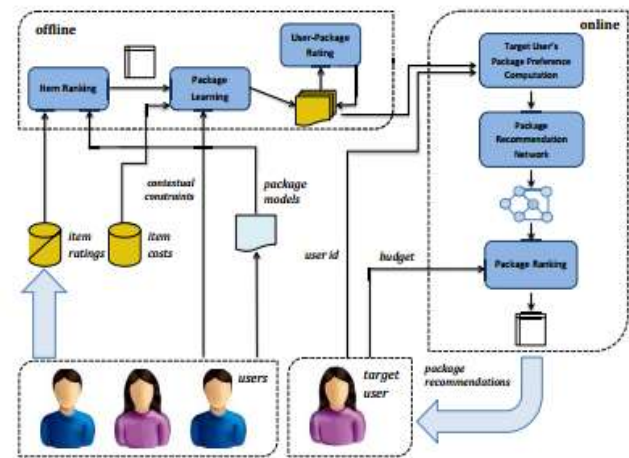 offline
online
User-Package
Rating
Target User's
Package Preference
Computation
Item Ranking
Package
Learning
Package
Recommendation
Network
contextual
constraints
package
models
item
ratings
item
costs
user id
budget
Package Ranking
users
target
user
package
recommendations